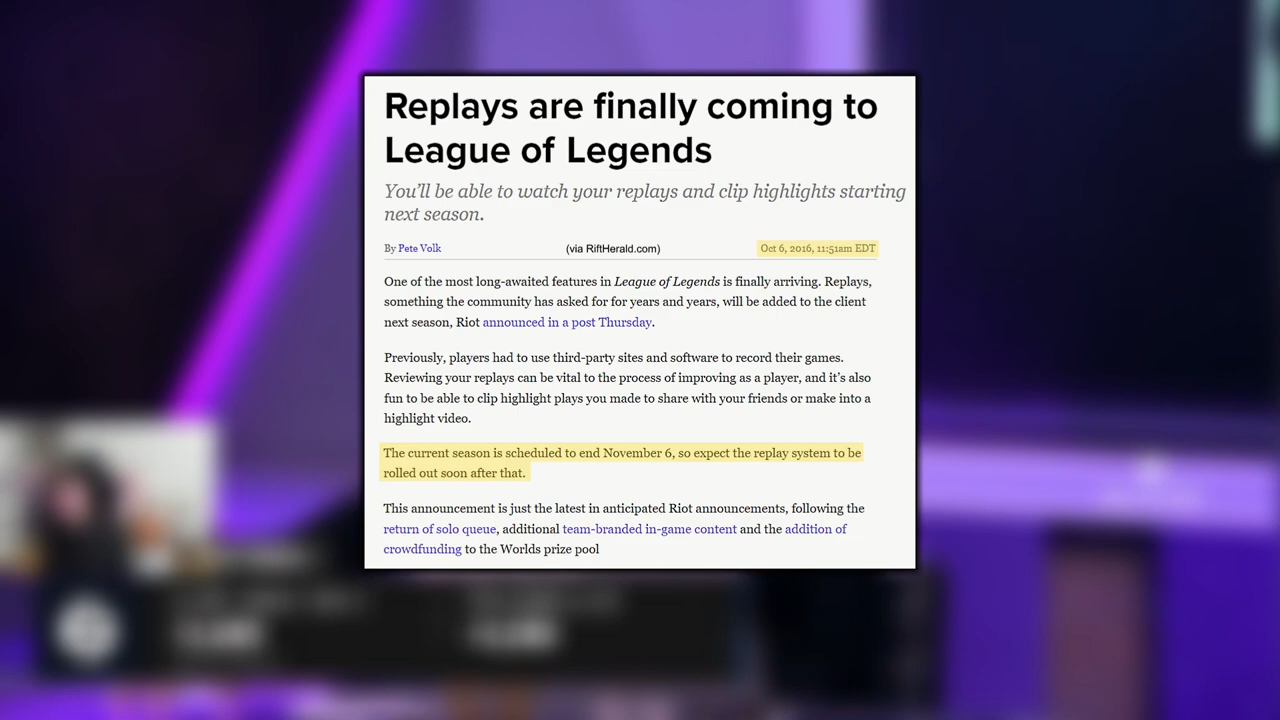 Replays are finally coming to
League of Legends
You'll be able to watch your replays and clip highlights starting
next season.
By Pete Volk (via RiftHerald.com) Oct 6, 2016, 11:51am EDT
One of the most long-awaited features in League of Legends is finally arriving. Replays,
something the community has asked for for years and years, will be added to the client
next season, Riot announced in a post Thursday.
Previously, players had to use third-party sites and software to record their games.
Reviewing your replays can be vital to the process of improving as a player, and it's also
fun to be able to clip highlight plays you made to share with your friends or make into a
highlight video.
The current season is scheduled to end November 6, so expect the replay system to be
rolled out soon after that.
This announcement is just the latest in anticipated Riot announcements, following the
return of solo queue, additional team-branded in-game content and the addition of
crowdfunding to the Worlds prize pool